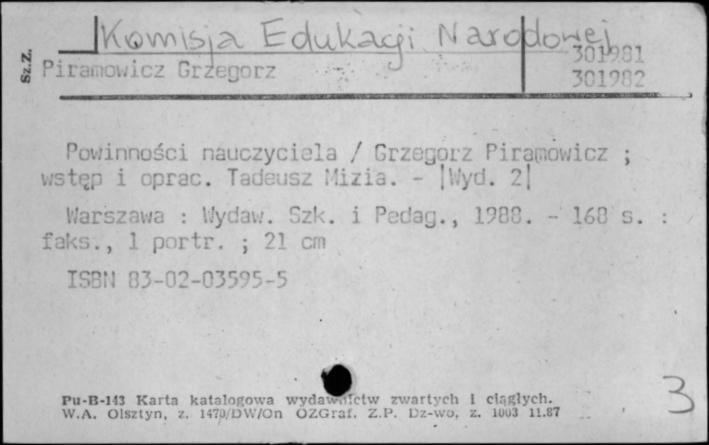 Komisja Edukacji Narodowej
301981
Sz.Z.
Piramowicz Grzegorz
301982
Powinności nauczyciela / Grzegorz Piramowicz ;
wstęp i oprac. Tadeusz Mizia. - |Wyd. 2|
Warszawa : Wydaw. Szk. i Pedag., 1988. - 168 s. :
faks., 1 portr. ; 21 cm
ISBN 83-02-03595-5
Pu-B-143 Karta katalogowa wydawnictw zwartych i ciągłych.
W.A. Olsztyn, z. 1470/DW/On OZGraf. Z.P. Dz-wo, z. 1003 11.87
3